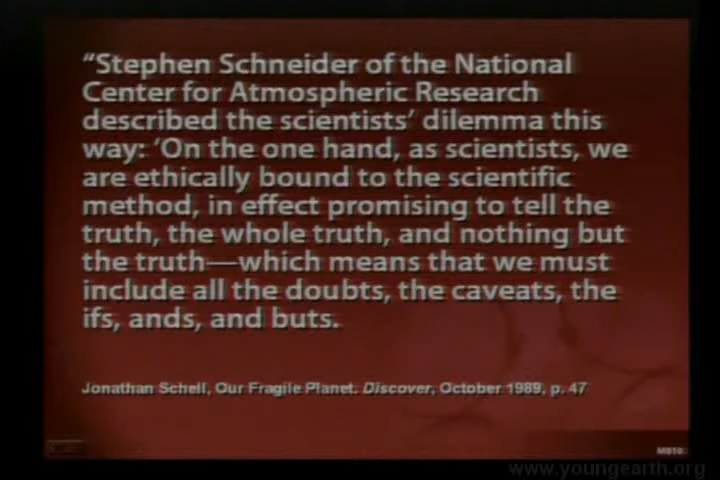 “Stephen Schneider of the National
Center for Atmospheric Research
described the scientists’ dilemma this
way: ‘On the one hand, as scientists, we
are ethically bound to the scientific
method, in effect promising to tell the
truth, the whole truth, and nothing but
the truth—which means that we must
include all the doubts, the caveats, the
ifs, ands, and buts.
Jonathan Schell, Our Fragile Planet. Discover, October 1989, p. 47
www.youngearth.org